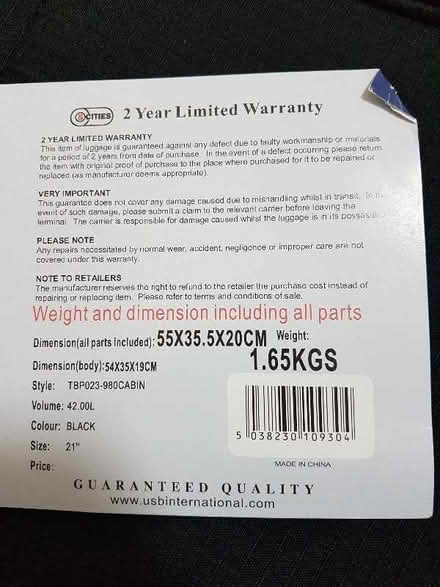 5 CITIES 2 Year Limited Warranty
2 YEAR LIMITED WARRANTY
This item of luggage is guaranteed against any defect due to faulty workmanship or materials
for a period of 2 years from date of purchase. In the event of a defect occurring please return
the item with original proof of purchase to the place where purchased for it to be repaired or
replaced (as manufacturer deems appropriate).
VERY IMPORTANT
This guarantee does not cover any damage caused due to mishandling whilst in transit. In
event of such damage, please submit a claim to the relevant carrier before leaving the
terminal. The carrier is responsible for damage caused whilst the luggage is in its
PLEASE NOTE
Any repairs necessitated by normal wear, accident, negligence or improper care are not
covered under this warranty.
NOTE TO RETAILERS
The manufacturer reserves the right to refund to the retailer the purchase cost instead of
repairing or replacing item. Please refer to terms and conditions of sale.
Weight and dimension including all parts
Dimension(all parts included): 55X35.5X20CM Weight:
1.65KGS
Dimension(body):54X35X19CM
Style: TBP023-980CABIN
Volume: 42.00L
Colour: BLACK
Size: 21"
Price:
5 038230 109304
MADE IN CHINA
GUARANTEED QUALITY
www.usbinternational.com